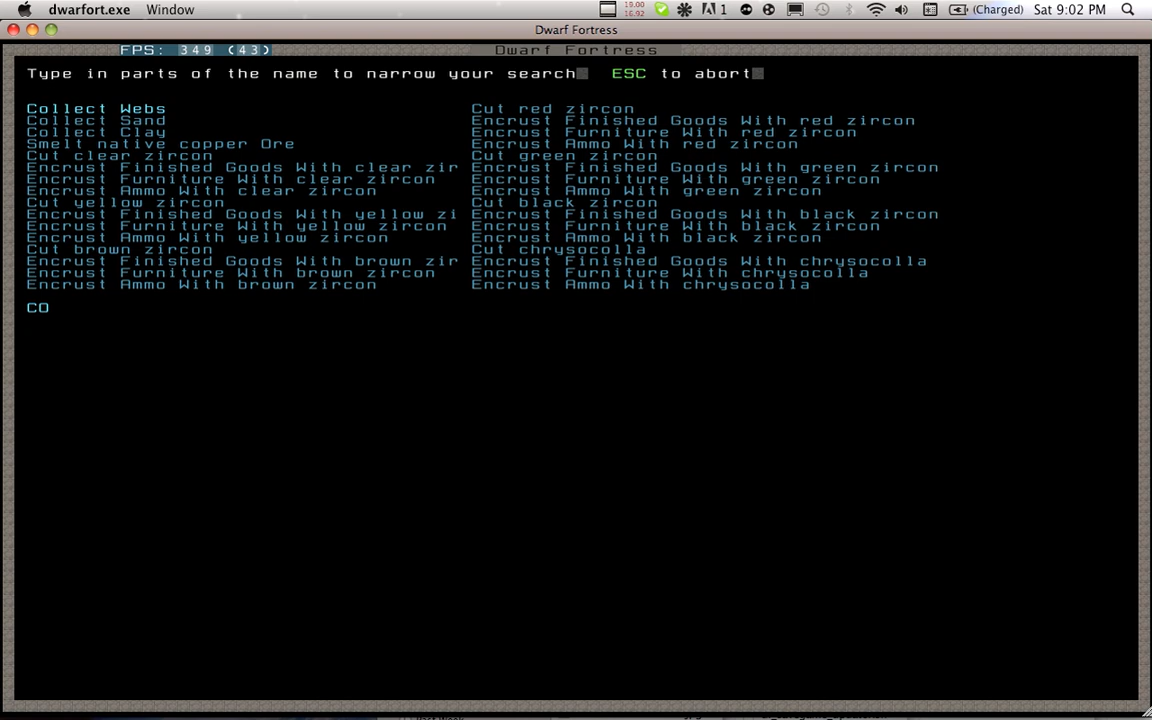 dwarfort.exe Window 19.00 16.92 1 (Charged) Sat 9:02 PM
Dwarf Fortress
FPS: 349 (43) Dwarf Fortress
Type in parts of the name to narrow your search ESC to abort
Collect Webs
Collect Sand
Collect Clay
Smelt native copper Ore
Cut clear zircon
Encrust Finished Goods With clear zir
Encrust Furniture With clear zircon
Encrust Ammo With clear zircon
Cut yellow zircon
Encrust Finished Goods With yellow zi
Encrust Furniture With yellow zircon
Encrust Ammo With yellow zircon
Cut brown zircon
Encrust Finished Goods With brown zir
Encrust Furniture With brown zircon
Encrust Ammo With brown zircon
Cut red zircon
Encrust Finished Goods With red zircon
Encrust Furniture With red zircon
Encrust Ammo With red zircon
Cut green zircon
Encrust Finished Goods With green zircon
Encrust Furniture With green zircon
Encrust Ammo With green zircon
Cut black zircon
Encrust Finished Goods With black zircon
Encrust Furniture With black zircon
Encrust Ammo With black zircon
Cut chrysocolla
Encrust Finished Goods With chrysocolla
Encrust Furniture With chrysocolla
Encrust Ammo With chrysocolla
CO